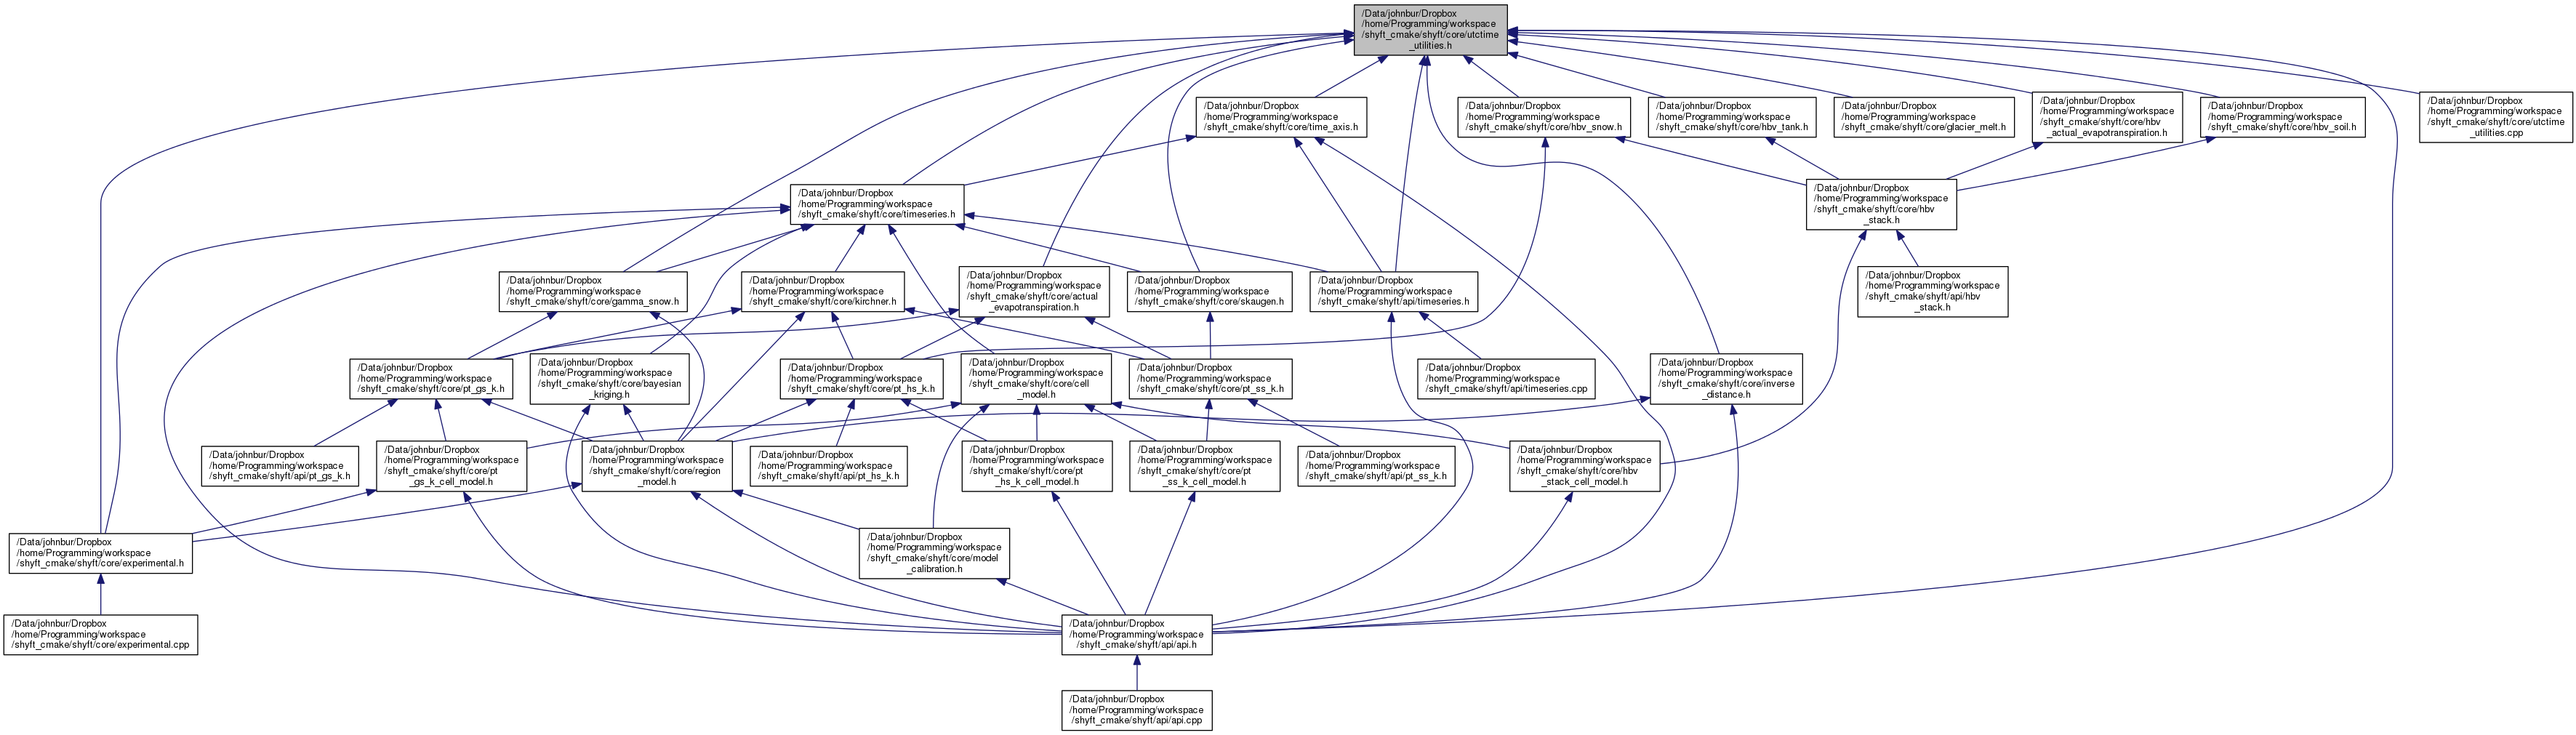 /Data/johnbur/Dropbox
/home/Programming/workspace
/shyft_cmake/shyft/core/utctime
_utilities.h
/Data/johnbur/Dropbox
/home/Programming/workspace
/shyft_cmake/shyft/core/time_axis.h
/Data/johnbur/Dropbox
/home/Programming/workspace
/shyft_cmake/shyft/core/hbv_snow.h
/Data/johnbur/Dropbox
/home/Programming/workspace
/shyft_cmake/shyft/core/hbv_tank.h
/Data/johnbur/Dropbox
/home/Programming/workspace
/shyft_cmake/shyft/core/glacier_melt.h
/Data/johnbur/Dropbox
/home/Programming/workspace
/shyft_cmake/shyft/core/hbv
_actual_evapotranspiration.h
/Data/johnbur/Dropbox
/home/Programming/workspace
/shyft_cmake/shyft/core/hbv_soil.h
/Data/johnbur/Dropbox
/home/Programming/workspace
/shyft_cmake/shyft/core/utctime
_utilities.cpp
/Data/johnbur/Dropbox
/home/Programming/workspace
/shyft_cmake/shyft/core/timeseries.h
/Data/johnbur/Dropbox
/home/Programming/workspace
/shyft_cmake/shyft/core/hbv
_stack.h
/Data/johnbur/Dropbox
/home/Programming/workspace
/shyft_cmake/shyft/core/gamma_snow.h
/Data/johnbur/Dropbox
/home/Programming/workspace
/shyft_cmake/shyft/core/kirchner.h
/Data/johnbur/Dropbox
/home/Programming/workspace
/shyft_cmake/shyft/core/actual
_evapotranspiration.h
/Data/johnbur/Dropbox
/home/Programming/workspace
/shyft_cmake/shyft/core/skaugen.h
/Data/johnbur/Dropbox
/home/Programming/workspace
/shyft_cmake/shyft/api/timeseries.h
/Data/johnbur/Dropbox
/home/Programming/workspace
/shyft_cmake/shyft/api/hbv
_stack.h
/Data/johnbur/Dropbox
/home/Programming/workspace
/shyft_cmake/shyft/core/pt_gs_k.h
/Data/johnbur/Dropbox
/home/Programming/workspace
/shyft_cmake/shyft/core/bayesian
_kriging.h
/Data/johnbur/Dropbox
/home/Programming/workspace
/shyft_cmake/shyft/core/pt_hs_k.h
/Data/johnbur/Dropbox
/home/Programming/workspace
/shyft_cmake/shyft/core/cell
_model.h
/Data/johnbur/Dropbox
/home/Programming/workspace
/shyft_cmake/shyft/core/pt_ss_k.h
/Data/johnbur/Dropbox
/home/Programming/workspace
/shyft_cmake/shyft/api/timeseries.cpp
/Data/johnbur/Dropbox
/home/Programming/workspace
/shyft_cmake/shyft/core/inverse
_distance.h
/Data/johnbur/Dropbox
/home/Programming/workspace
/shyft_cmake/shyft/api/pt_gs_k.h
/Data/johnbur/Dropbox
/home/Programming/workspace
/shyft_cmake/shyft/core/pt
_gs_k_cell_model.h
/Data/johnbur/Dropbox
/home/Programming/workspace
/shyft_cmake/shyft/core/region
_model.h
/Data/johnbur/Dropbox
/home/Programming/workspace
/shyft_cmake/shyft/api/pt_hs_k.h
/Data/johnbur/Dropbox
/home/Programming/workspace
/shyft_cmake/shyft/core/pt
_hs_k_cell_model.h
/Data/johnbur/Dropbox
/home/Programming/workspace
/shyft_cmake/shyft/core/pt
_ss_k_cell_model.h
/Data/johnbur/Dropbox
/home/Programming/workspace
/shyft_cmake/shyft/api/pt_ss_k.h
/Data/johnbur/Dropbox
/home/Programming/workspace
/shyft_cmake/shyft/core/hbv
_stack_cell_model.h
/Data/johnbur/Dropbox
/home/Programming/workspace
/shyft_cmake/shyft/core/experimental.h
/Data/johnbur/Dropbox
/home/Programming/workspace
/shyft_cmake/shyft/core/model
_calibration.h
/Data/johnbur/Dropbox
/home/Programming/workspace
/shyft_cmake/shyft/core/experimental.cpp
/Data/johnbur/Dropbox
/home/Programming/workspace
/shyft_cmake/shyft/api/api.h
/Data/johnbur/Dropbox
/home/Programming/workspace
/shyft_cmake/shyft/api/api.cpp